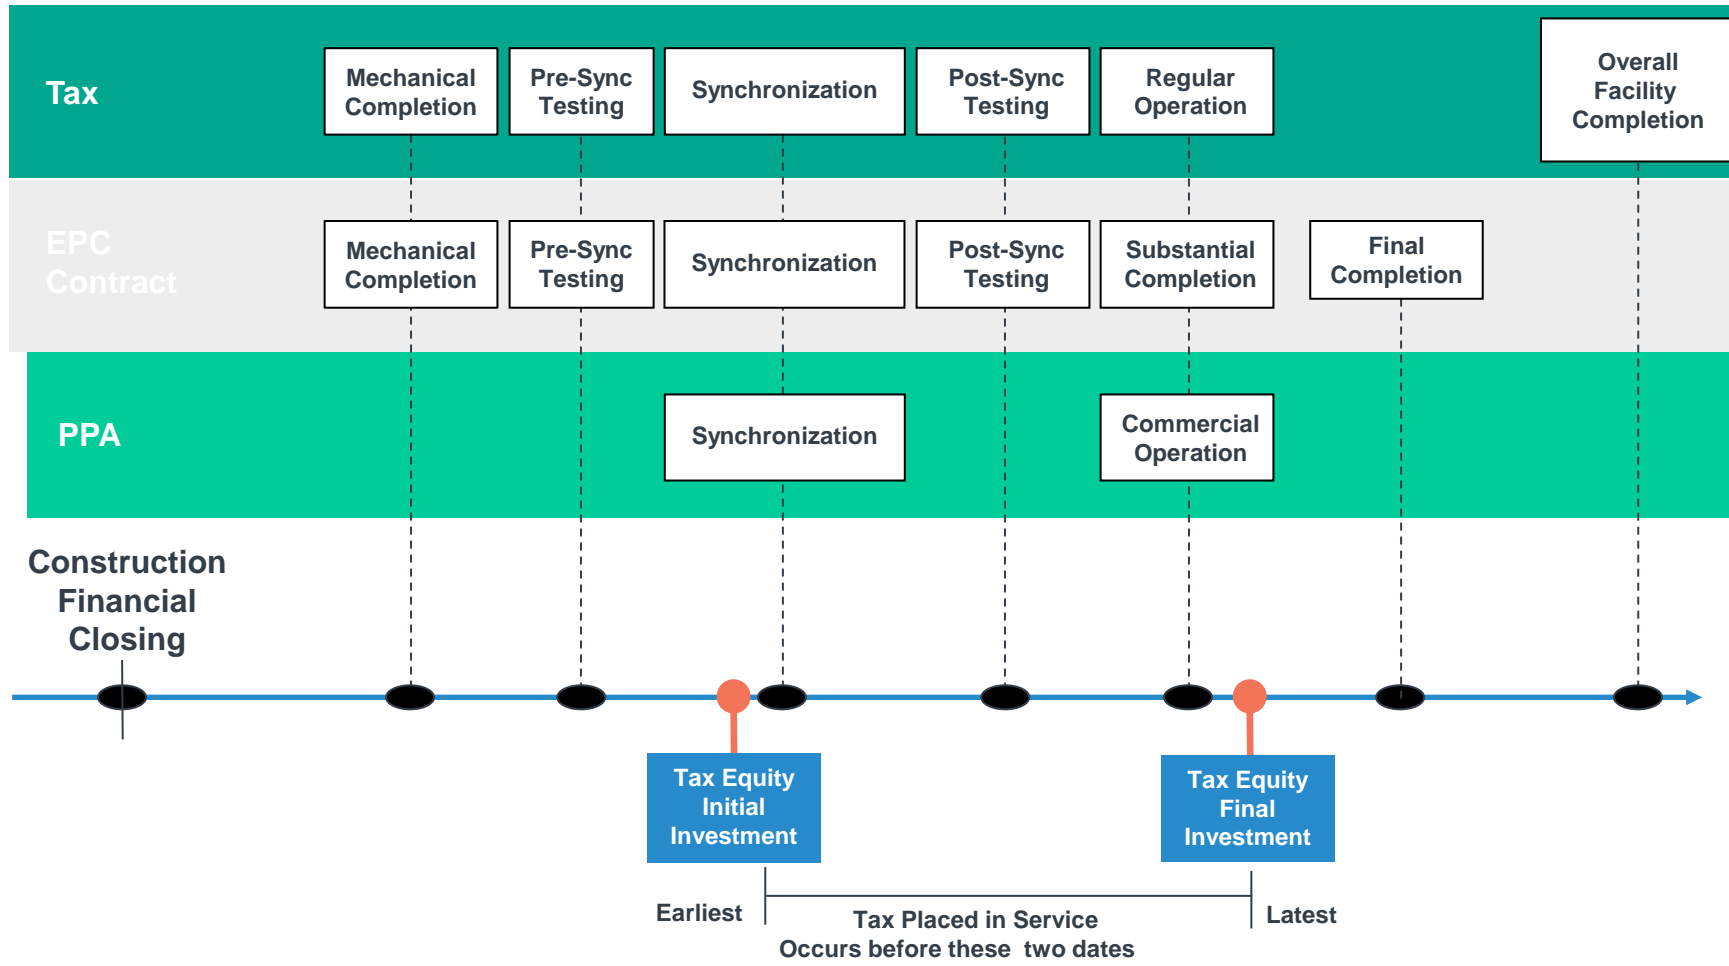 Tax
Mechanical
Completion
Pre-Sync
Testing
Synchronization
Post-Sync
Testing
Regular
Operation
Overall
Facility
Completion
EPC
Contract
Mechanical
Completion
Pre-Sync
Testing
Synchronization
Post-Sync
Testing
Substantial
Completion
Final
Completion
PPA
Synchronization
Commercial
Operation
Construction
Financial
Closing
Tax Equity
Initial
Investment
Tax Equity
Final
Investment
Earliest
Tax Placed in Service
Occurs before these two dates
Latest